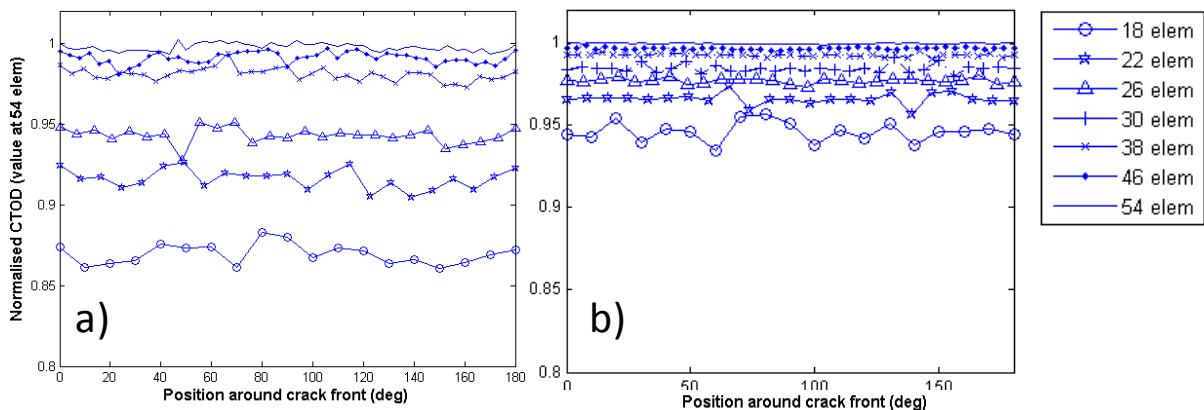 Normalised CTOD (value at 54 elem)
1
0.95
0.9
0.85
0.8
a)
0 20 40 60 80 100 120 140 160 180
Position around crack front (deg)
1
0.95
0.9
0.85
0.8
b)
0 50 100 150
Position around crack front (deg)
18 elem
22 elem
26 elem
30 elem
38 elem
46 elem
54 elem